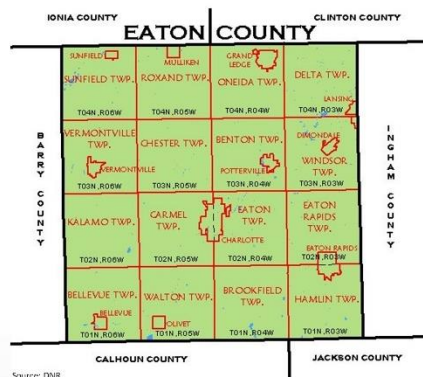 IONIA COUNTY
CLINTON COUNTY
EATON COUNTY
SUNFIELD
SUNFIELD TWP.
T04N,R06W
MULLIKEN
ROXAND TWP.
T04N,R05W
GRAND
LEDGE
ONEIDA TWP.
T04N,R04W
DELTA TWP.
LANSING
T04N,R03W
BARRY COUNTY
VERMONTVILLE
TWP.
VERMONTVILLE
T03N,R06W
CHESTER TWP.
T03N,R05W
BENTON TWP.
POTTERVILLE
T03N,R04W
DIMONDALE
WINDSOR
TWP.
T03N,R03W
INGHAM COUNTY
KALAMO TWP.
T02N,R06W
CARMEL
TWP.
T02N,R05W
EATON
TWP.
CHARLOTTE
T02N,R04W
EATON
RAPIDS
TWP.
EATON RAPIDS
T02N,R03W
BELLEVUE TWP.
BELLEVUE
T01N,R06W
WALTON TWP.
OLIVET
T01N,R05W
BROOKFIELD
TWP.
T01N,R04W
HAMLIN TWP.
T01N,R03W
CALHOUN COUNTY
JACKSON COUNTY
Source: DNR